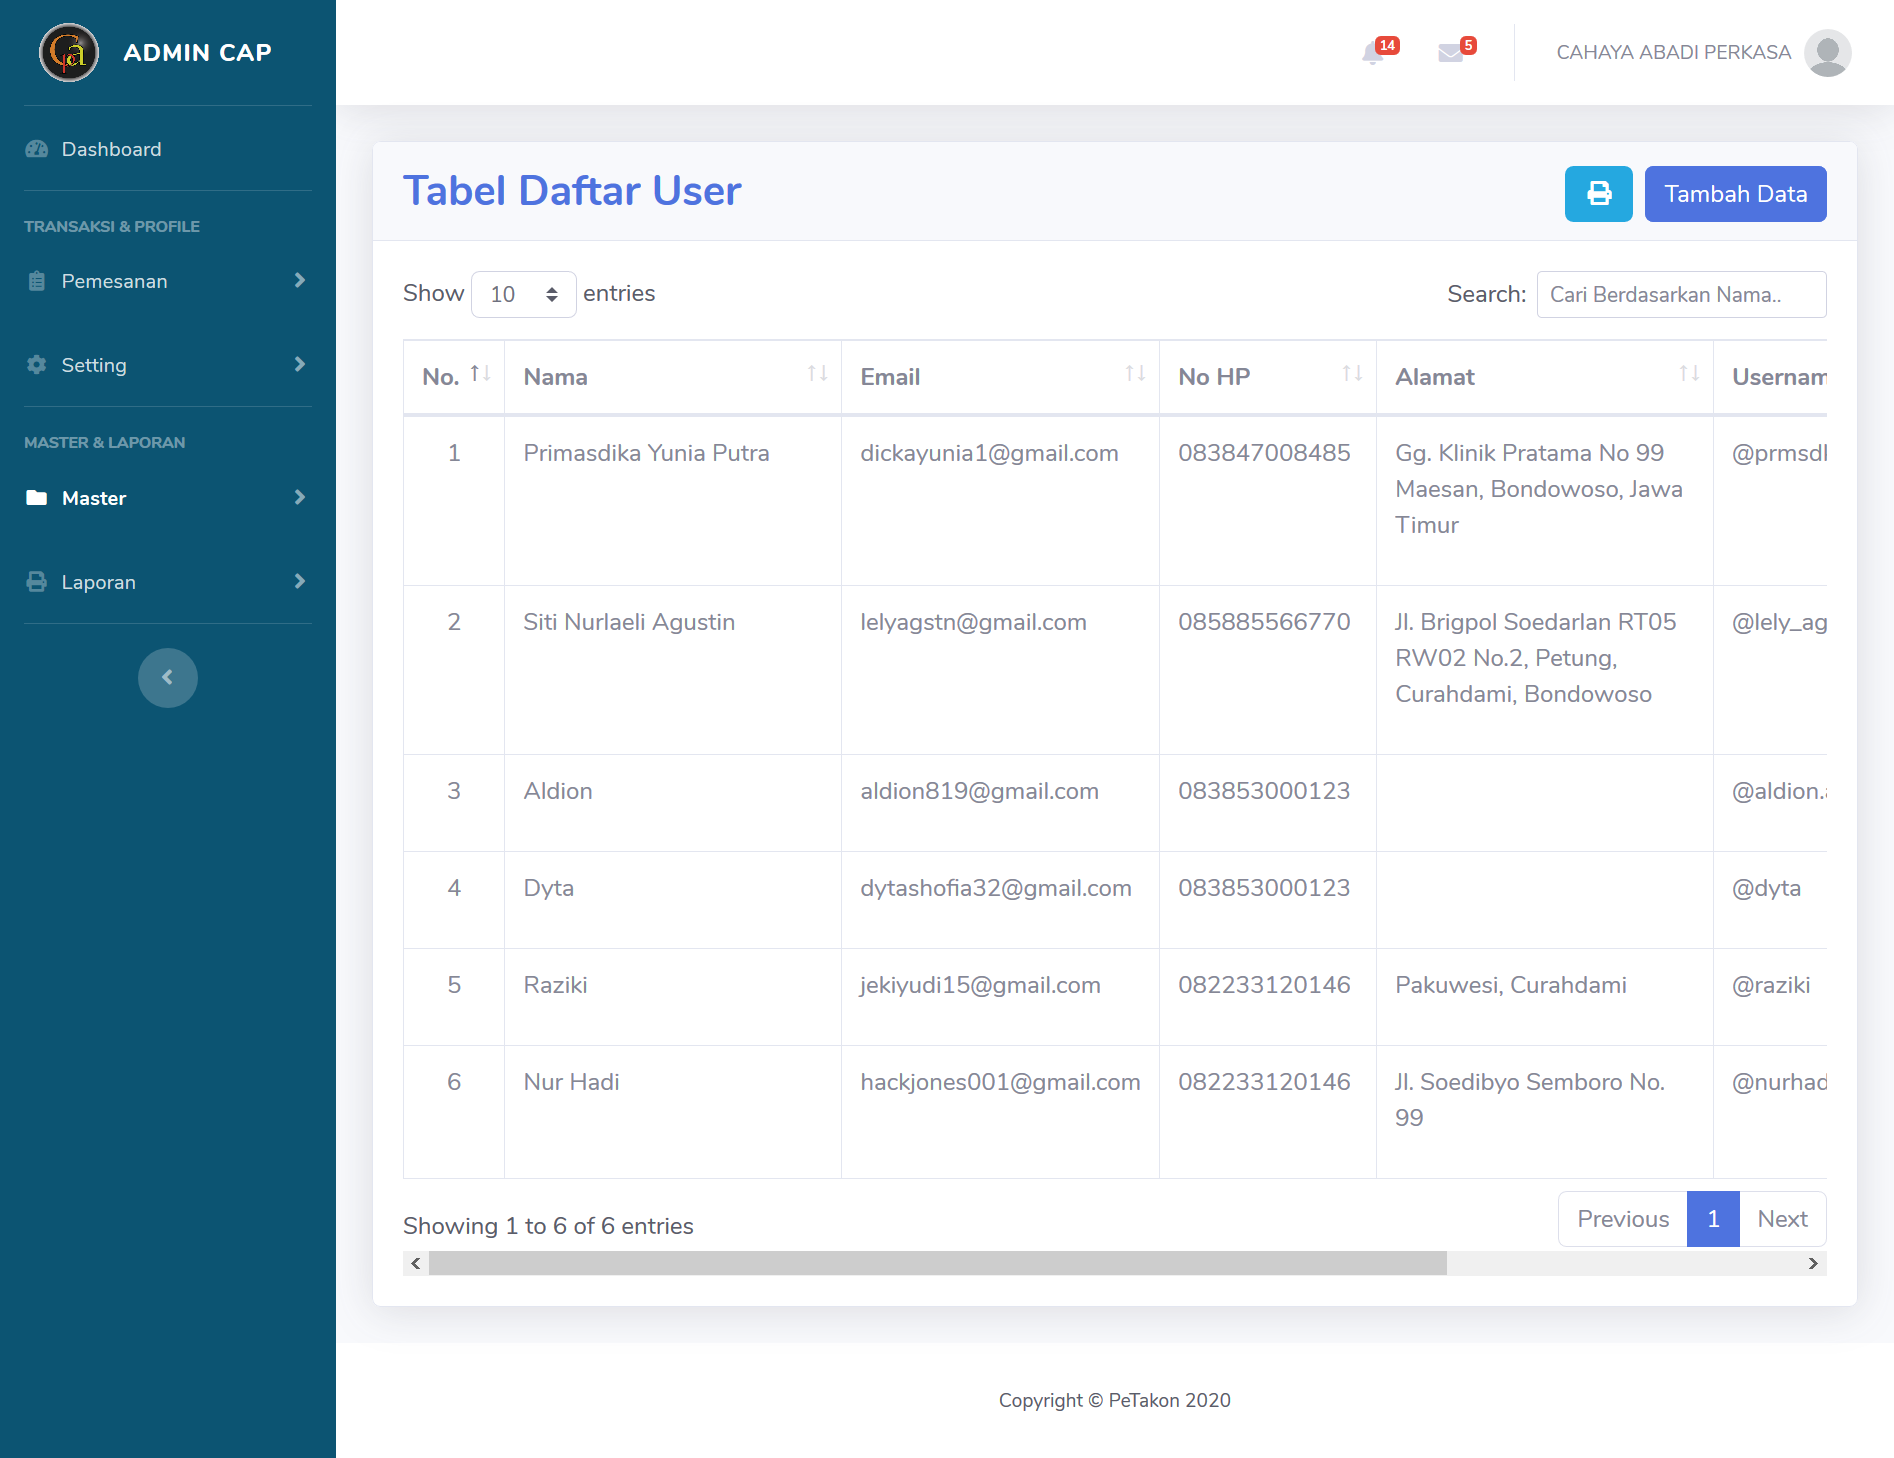 ADMIN CAP
14
5
CAHAYA ABADI PERKASA
Dashboard
TRANSAKSI & PROFILE
Pemesanan
Setting
MASTER & LAPORAN
Master
Laporan
Tabel Daftar User
Tambah Data
Show 10 entries
Search: Cari Berdasarkan Nama..
No. Nama Email No HP Alamat Usernam
1 Primasdika Yunia Putra dickayunia1@gmail.com 083847008485 Gg. Klinik Pratama No 99 @prmsd
Maesan, Bondowoso, Jawa
Timur
2 Siti Nurlaeli Agustin lelyagstn@gmail.com 085885566770 Jl. Brigpol Soedarlan RT05 @lely_ag
RW02 No.2, Petung,
Curahdami, Bondowoso
3 Aldion aldion819@gmail.com 083853000123 @aldion.
4 Dyta dytashofia32@gmail.com 083853000123 @dyta
5 Raziki jekiyudi15@gmail.com 082233120146 Pakuwesi, Curahdami @raziki
6 Nur Hadi hackjones001@gmail.com 082233120146 Jl. Soedibyo Semboro No. @nurhad
99
Showing 1 to 6 of 6 entries
Previous 1 Next
Copyright © PeTakon 2020